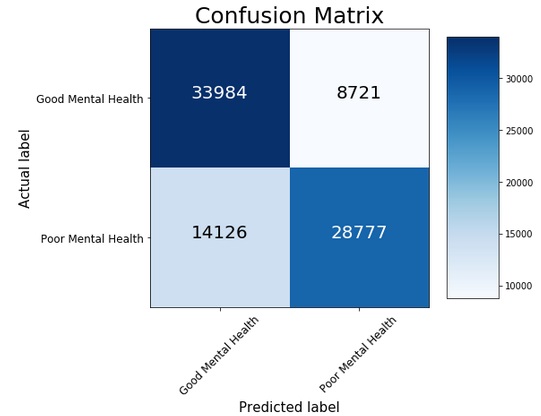 Confusion Matrix
Actual label
Good Mental Health
33984
8721
Poor Mental Health
14126
28777
Good Mental Health
Poor Mental Health
Predicted label
30000
25000
20000
15000
10000